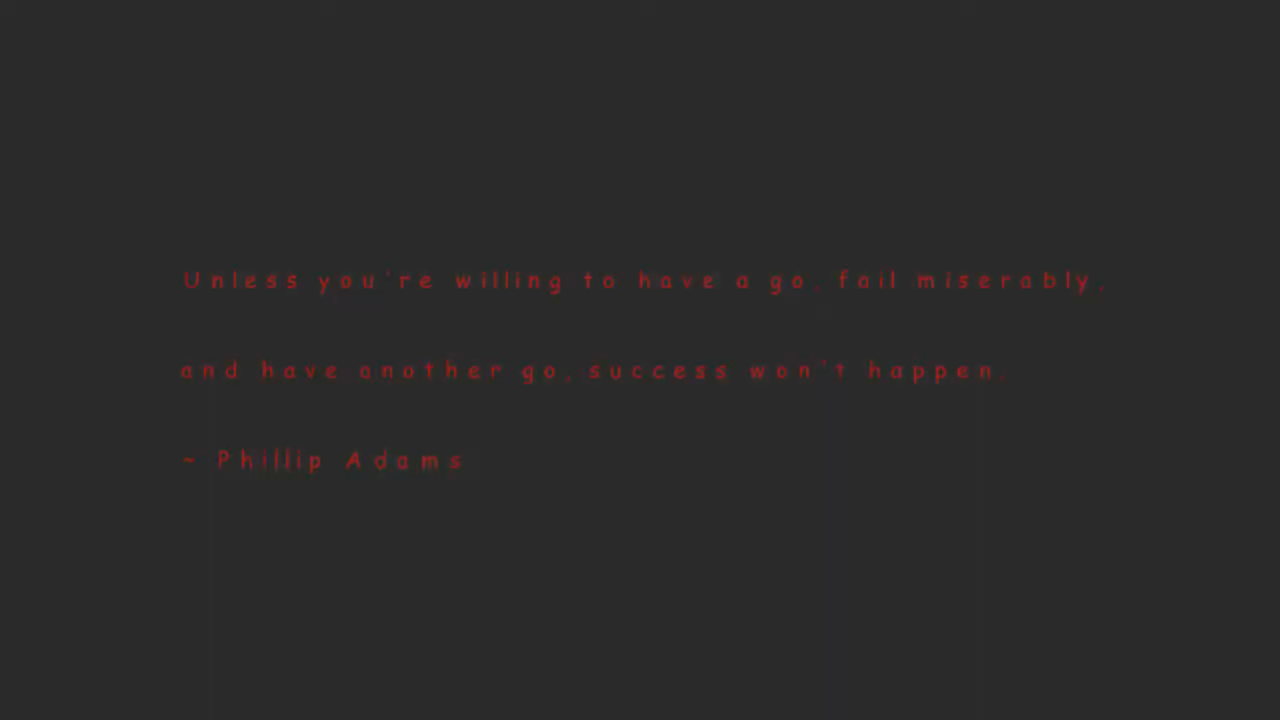 Unless you're willing to have a go, fail miserably,
and have another go, success won't happen.
~ Phillip Adams